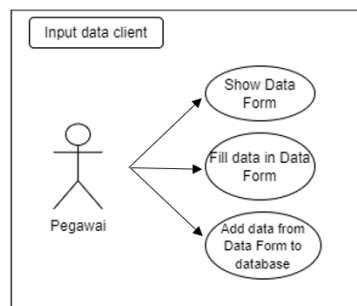 Input data client
Show Data
Form
Fill data in Data
Form
Pegawai
Add data from
Data Form to
database